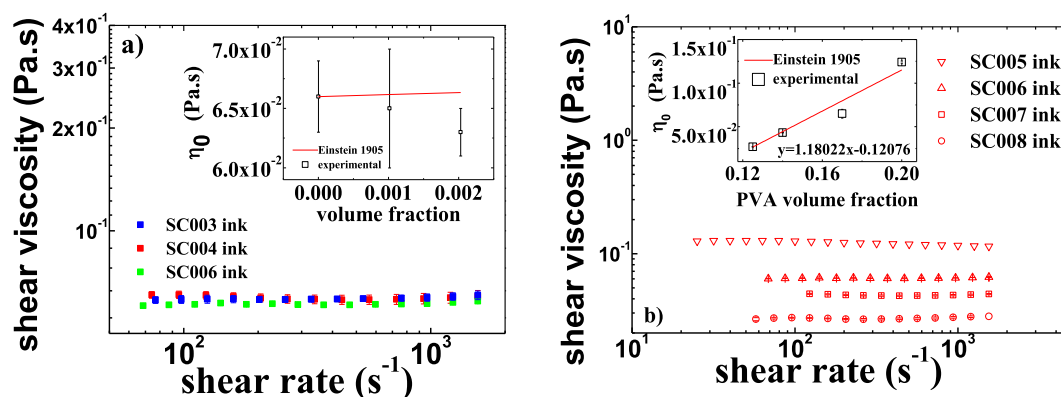 a)
shear viscosity (Pa.s)
4x10⁻¹
3x10⁻¹
2x10⁻¹
10⁻¹
η₀ (Pa.s)
7.0x10⁻²
6.5x10⁻²
6.0x10⁻²
Einstein 1905
experimental
0.000 0.001 0.002
volume fraction
SC003 ink
SC004 ink
SC006 ink
10² 10³
shear rate (s⁻¹)
b)
shear viscosity (Pa.s)
10¹
10⁰
10⁻¹
η₀ (Pa.s)
1.5x10⁻¹
1.0x10⁻¹
5.0x10⁻²
Einstein 1905
experimental
y=1.18022x-0.12076
0.12 0.16 0.20
PVA volume fraction
SC005 ink
SC006 ink
SC007 ink
SC008 ink
10¹ 10² 10³ 10⁴
shear rate (s⁻¹)